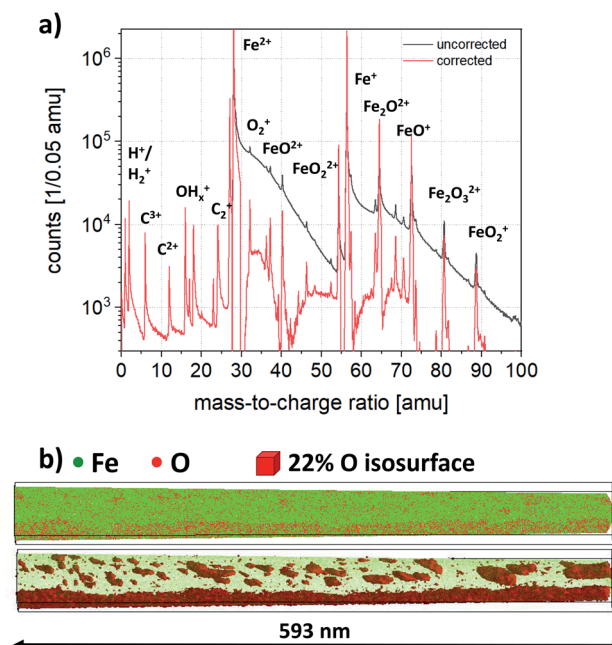 a)
10⁶
10⁵
10⁴
10³
counts [1/0.05 amu]
Fe²⁺
Fe⁺
uncorrected
corrected
O₂⁺
FeO²⁺
FeO₂²⁺
Fe₂O²⁺
FeO⁺
H⁺/
H₂⁺
OHₓ⁺
C₂⁺
C³⁺
C²⁺
Fe₂O₃²⁺
FeO₂⁺
0 10 20 30 40 50 60 70 80 90 100
mass-to-charge ratio [amu]
b) Fe O 22% O isosurface
593 nm